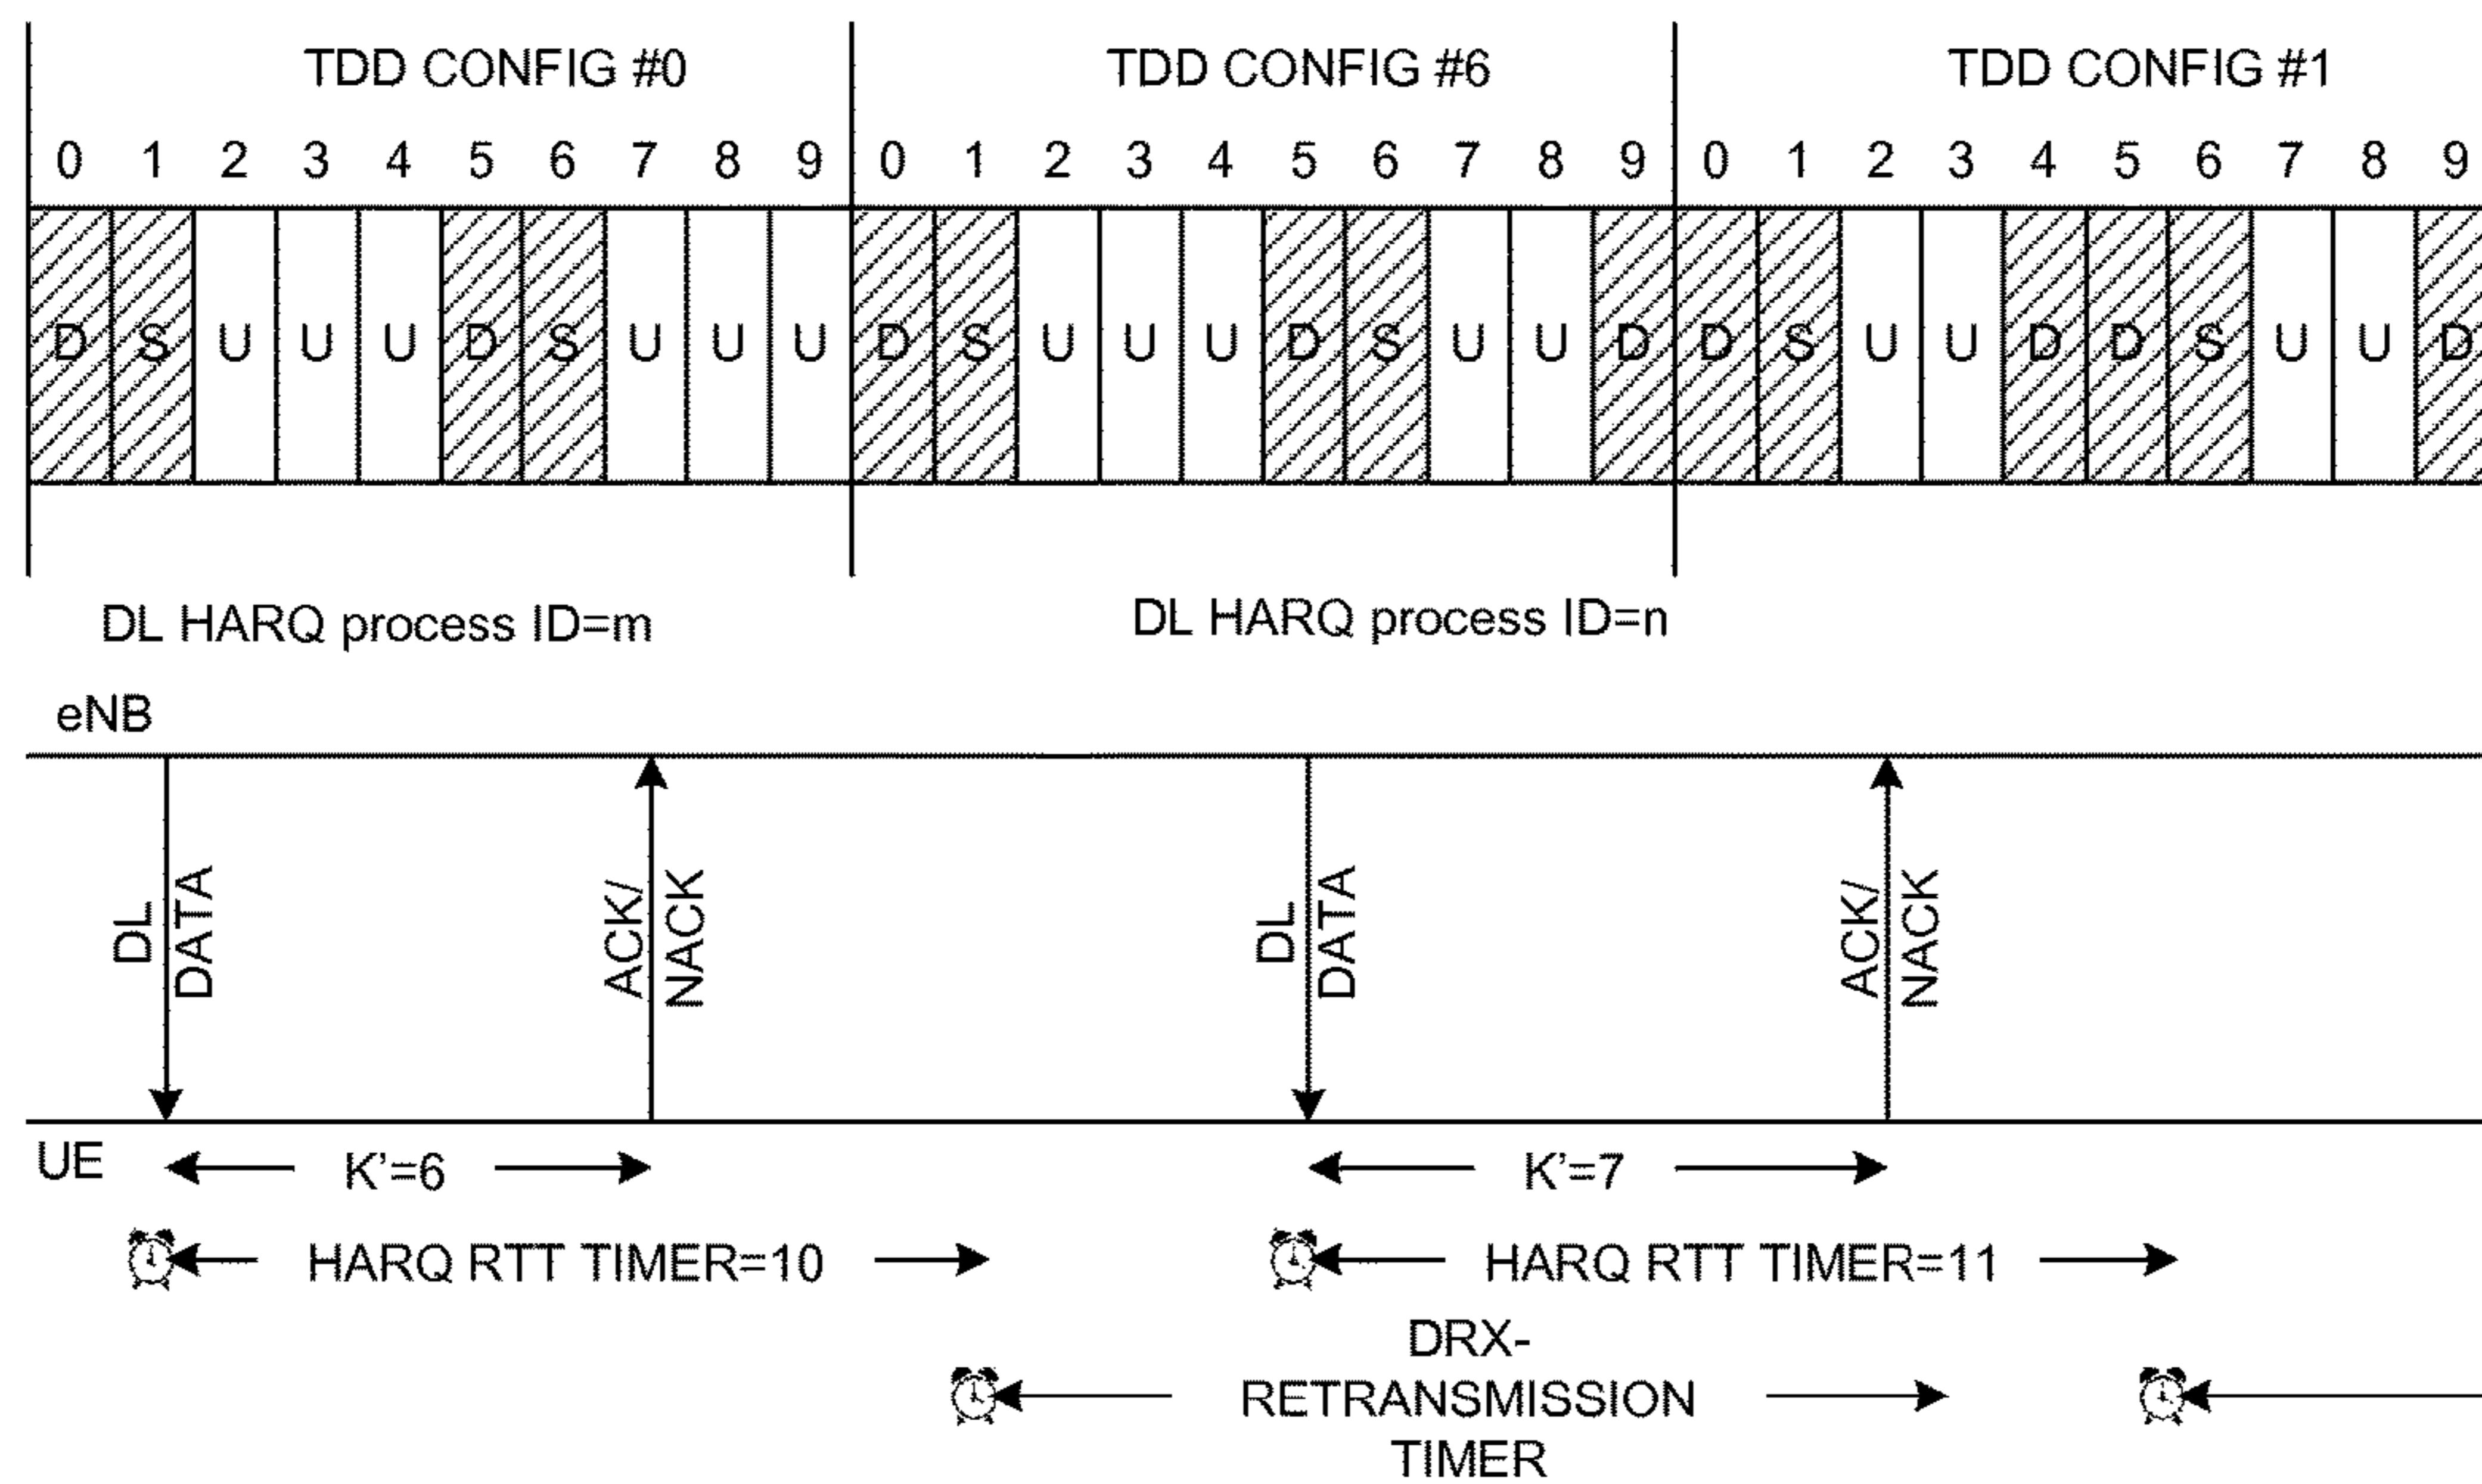 TDD CONFIG #0 TDD CONFIG #6 TDD CONFIG #1
0 1 2 3 4 5 6 7 8 9 0 1 2 3 4 5 6 7 8 9 0 1 2 3 4 5 6 7 8 9
D S U U U D S U U U D S U U U D S U U D D S U U D D S U U D
DL HARQ process ID=m DL HARQ process ID=n
eNB
DL
DATA
ACK/
NACK
DL
DATA
ACK/
NACK
UE K'=6 K'=7
HARQ RTT TIMER=10 HARQ RTT TIMER=11
DRX-
RETRANSMISSION
TIMER